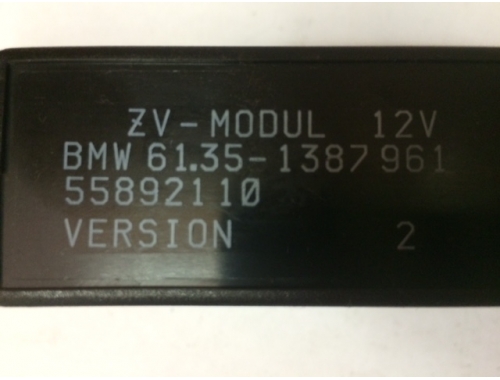 ZV-MODUL 12V
BMW 61.35-1387961
55892110
VERSION 2